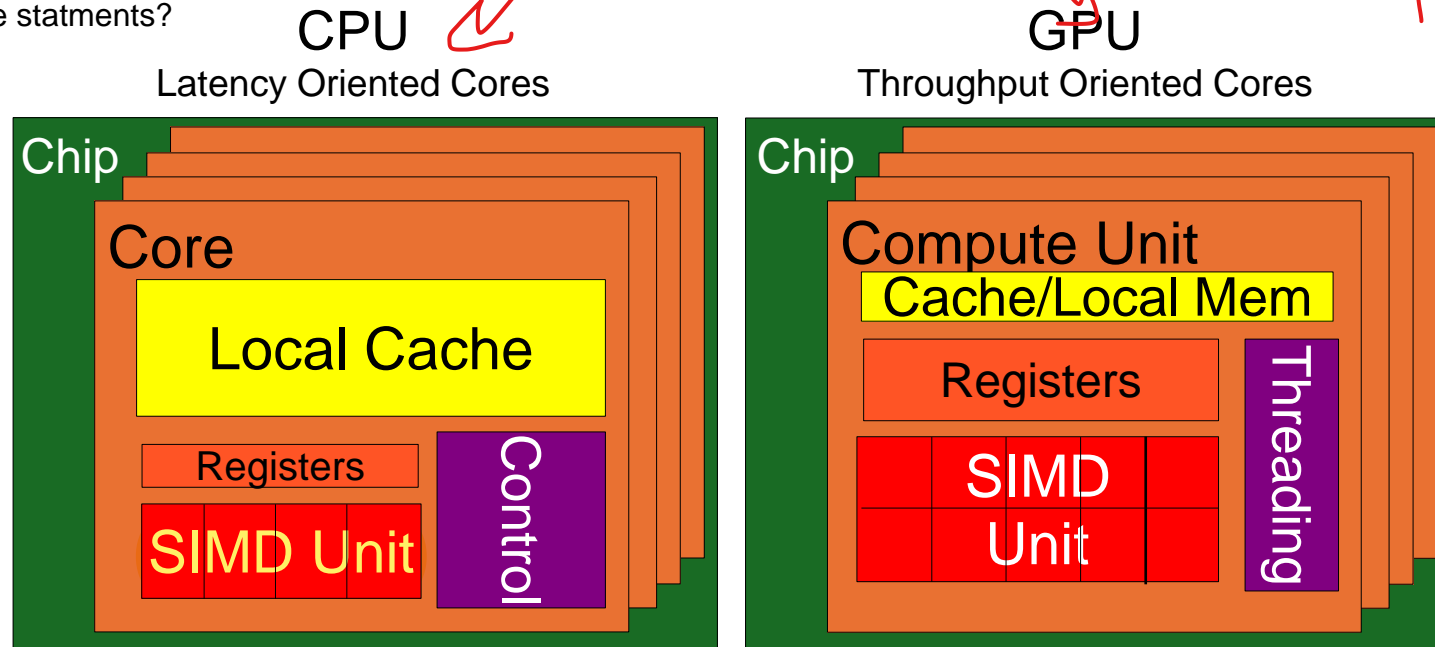 e statments?
CPU
Latency Oriented Cores
Chip
Core
Local Cache
Registers
SIMD Unit
Control
GPU
Throughput Oriented Cores
Chip
Compute Unit
Cache/Local Mem
Registers
SIMD
Unit
Threading